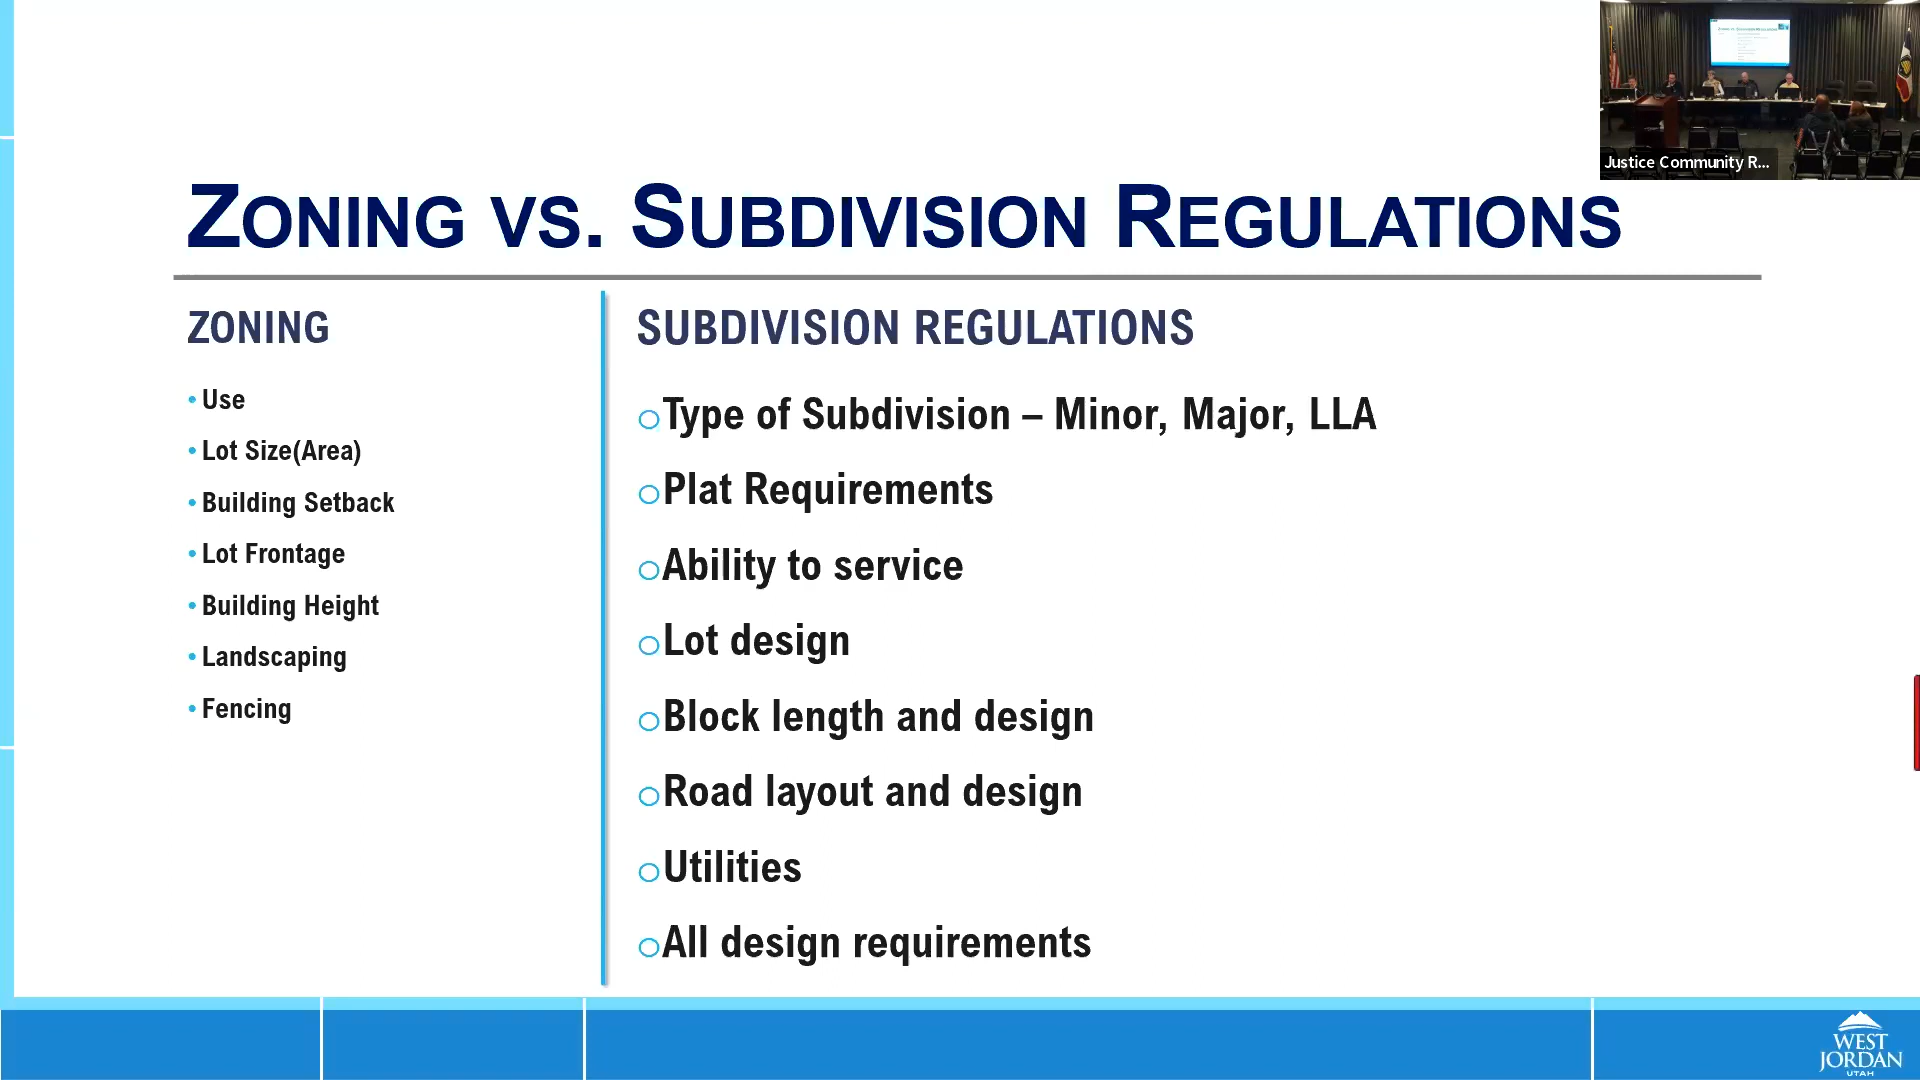 Justice Community R...
ZONING VS. SUBDIVISION REGULATIONS
ZONING
• Use
• Lot Size(Area)
• Building Setback
• Lot Frontage
• Building Height
• Landscaping
• Fencing
SUBDIVISION REGULATIONS
○Type of Subdivision – Minor, Major, LLA
○Plat Requirements
○Ability to service
○Lot design
○Block length and design
○Road layout and design
○Utilities
○All design requirements
WEST
JORDAN
UTAH